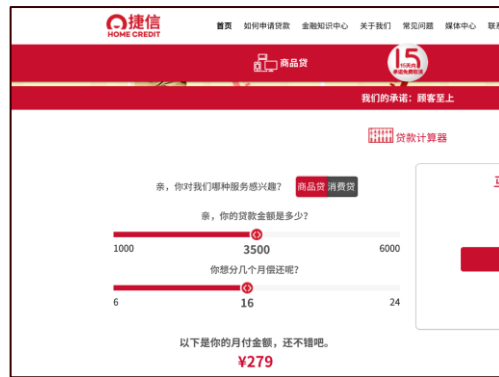 捷信
HOME CREDIT
首页 如何申请贷款 金融知识中心 关于我们 常见问题 媒体中心
商品贷
15
15天内
我们的承诺：顾客至上
贷款计算器
亲，你对我们哪种服务感兴趣？ 商品贷 消费贷
亲，你的贷款金额是多少？
1000 3500 6000
你想分几个月偿还呢？
6 16 24
以下是你的月付金额，还不错吧。
¥279